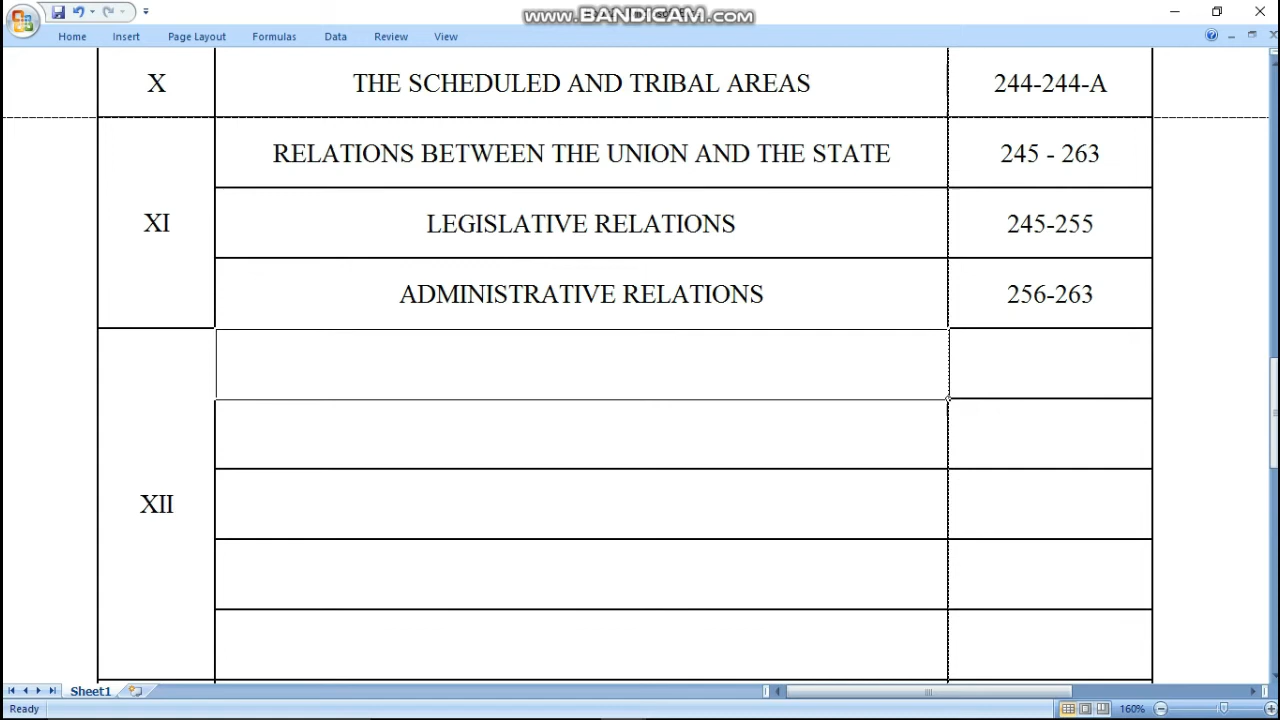 www.BANDICAM.com
Home Insert Page Layout Formulas Data Review View
X THE SCHEDULED AND TRIBAL AREAS 244-244-A
RELATIONS BETWEEN THE UNION AND THE STATE 245 - 263
XI LEGISLATIVE RELATIONS 245-255
ADMINISTRATIVE RELATIONS 256-263
XII
Sheet1
Ready 160%